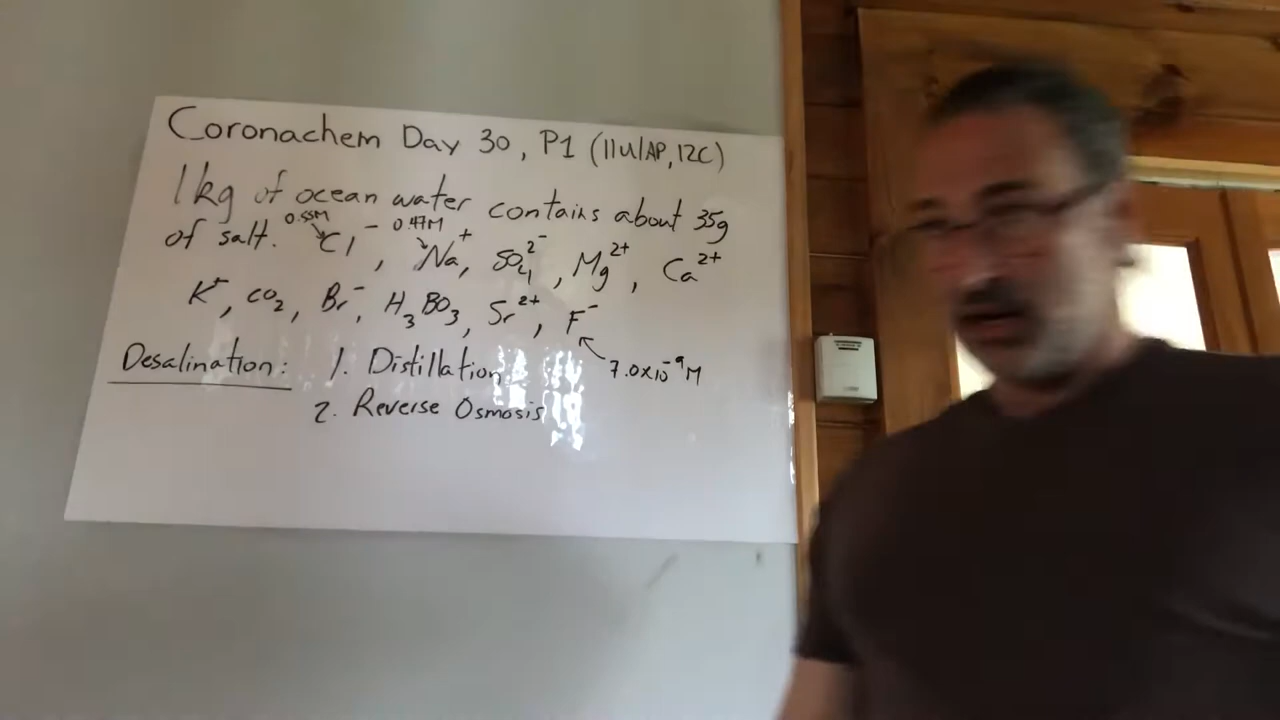 Coronachem Day 30, P1 (11U/AP, 12C)
1kg of ocean water contains about 35g
0.55M 0.47M
of salt. Cl⁻, Na⁺, SO₄²⁻, Mg²⁺, Ca²⁺
K⁺, CO₂, Br⁻, H₃BO₃, Sr²⁺, F⁻
7.0x10⁻⁹M
Desalination: 1. Distillation
2. Reverse Osmosis